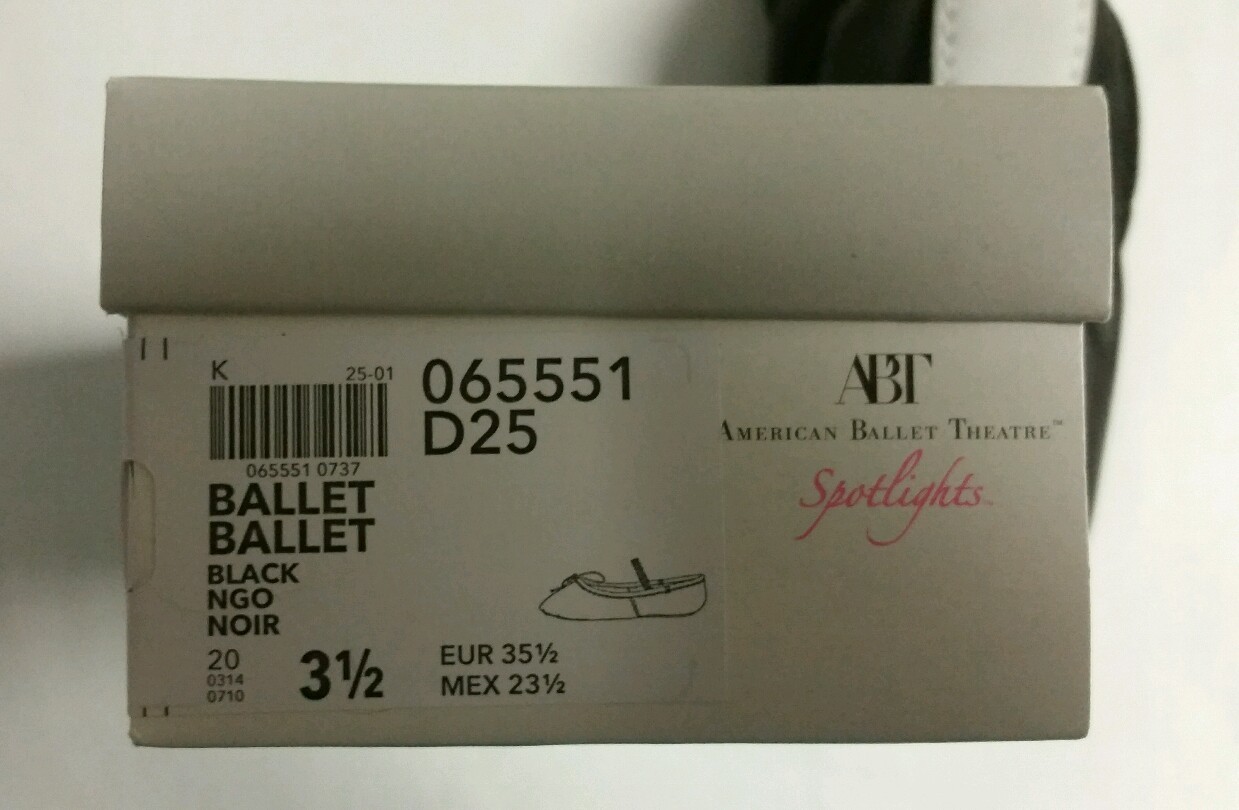 K 25-01
065551 0737
065551
D25
BALLET
BALLET
BLACK
NGO
NOIR
20
0314
0710
3½
EUR 35½
MEX 23½
ABT
AMERICAN BALLET THEATRE™
Spotlights™